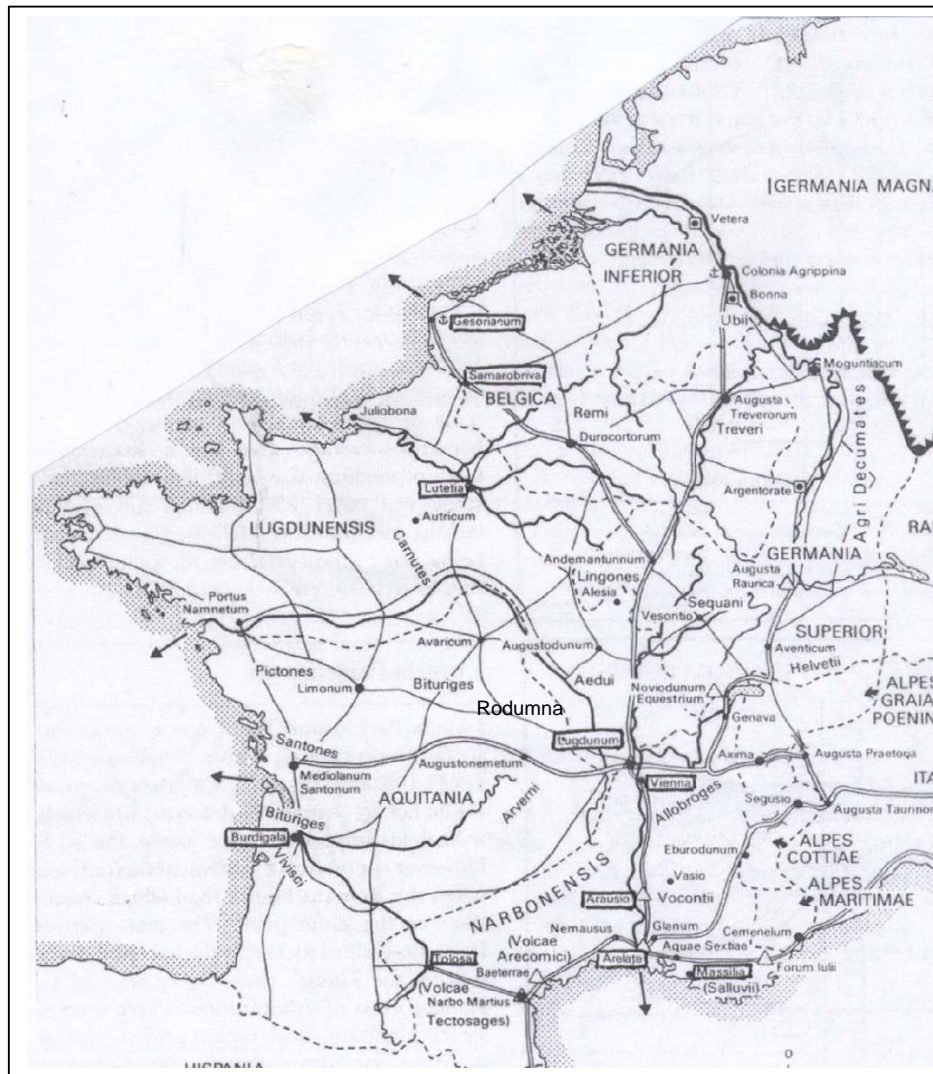 GERMANIA MAGN
Vetera
GERMANIA
INFERIOR
Colonia Agrippina
Bonna
Ubii
Gesorianum
Moguntiacum
Samarobriva
Juliobona
BELGICA
Remi
Augusta
Treverorum
Treveri
Durocortorum
Agri Decumates
Lutetia
Argentorate
Autricum
LUGDUNENSIS
RA
Carnutes
Andemantunnum
GERMANIA
Lingones
Alesia
Augusta
Raurica
Portus
Namnetum
Sequani
Vesontio
SUPERIOR
Avaricum
Augustodunum
Aventicum
Helvetii
Pictones
Limonum
Bituriges
Aedui
Noviodunum
Equestrium
ALPES
GRAIA
POENIN
Rodumna
Genava
Lugdunum
Santones
Augustonemetum
Axima
Augusta Praetoria
Mediolanum
Santonum
Vienna
ITA
AQUITANIA
Arverni
Allobroges
Segusio
Augusta Taurinor
Bituriges
Vivisci
Burdigala
Eburodunum
ALPES
COTTIAE
Vasio
NARBONENSIS
Arausio
Vocontii
ALPES
MARITIMAE
Nemausus
Glanum
Cemenelum
(Volcae
Arecomici)
Arelate
Aquae Sextiae
Tolosa
Baeterrae
Massilia
Forum Iulii
(Salluvii)
(Volcae
Narbo Martius
Tectosages)
HISPANIA